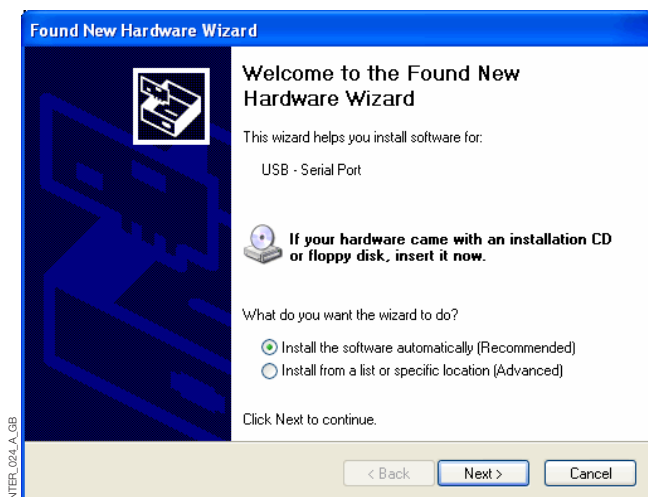 Found New Hardware Wizard
Welcome to the Found New
Hardware Wizard
This wizard helps you install software for:
USB - Serial Port
If your hardware came with an installation CD
or floppy disk, insert it now.
What do you want the wizard to do?
Install the software automatically (Recommended)
Install from a list or specific location (Advanced)
Click Next to continue.
< Back
Next >
Cancel